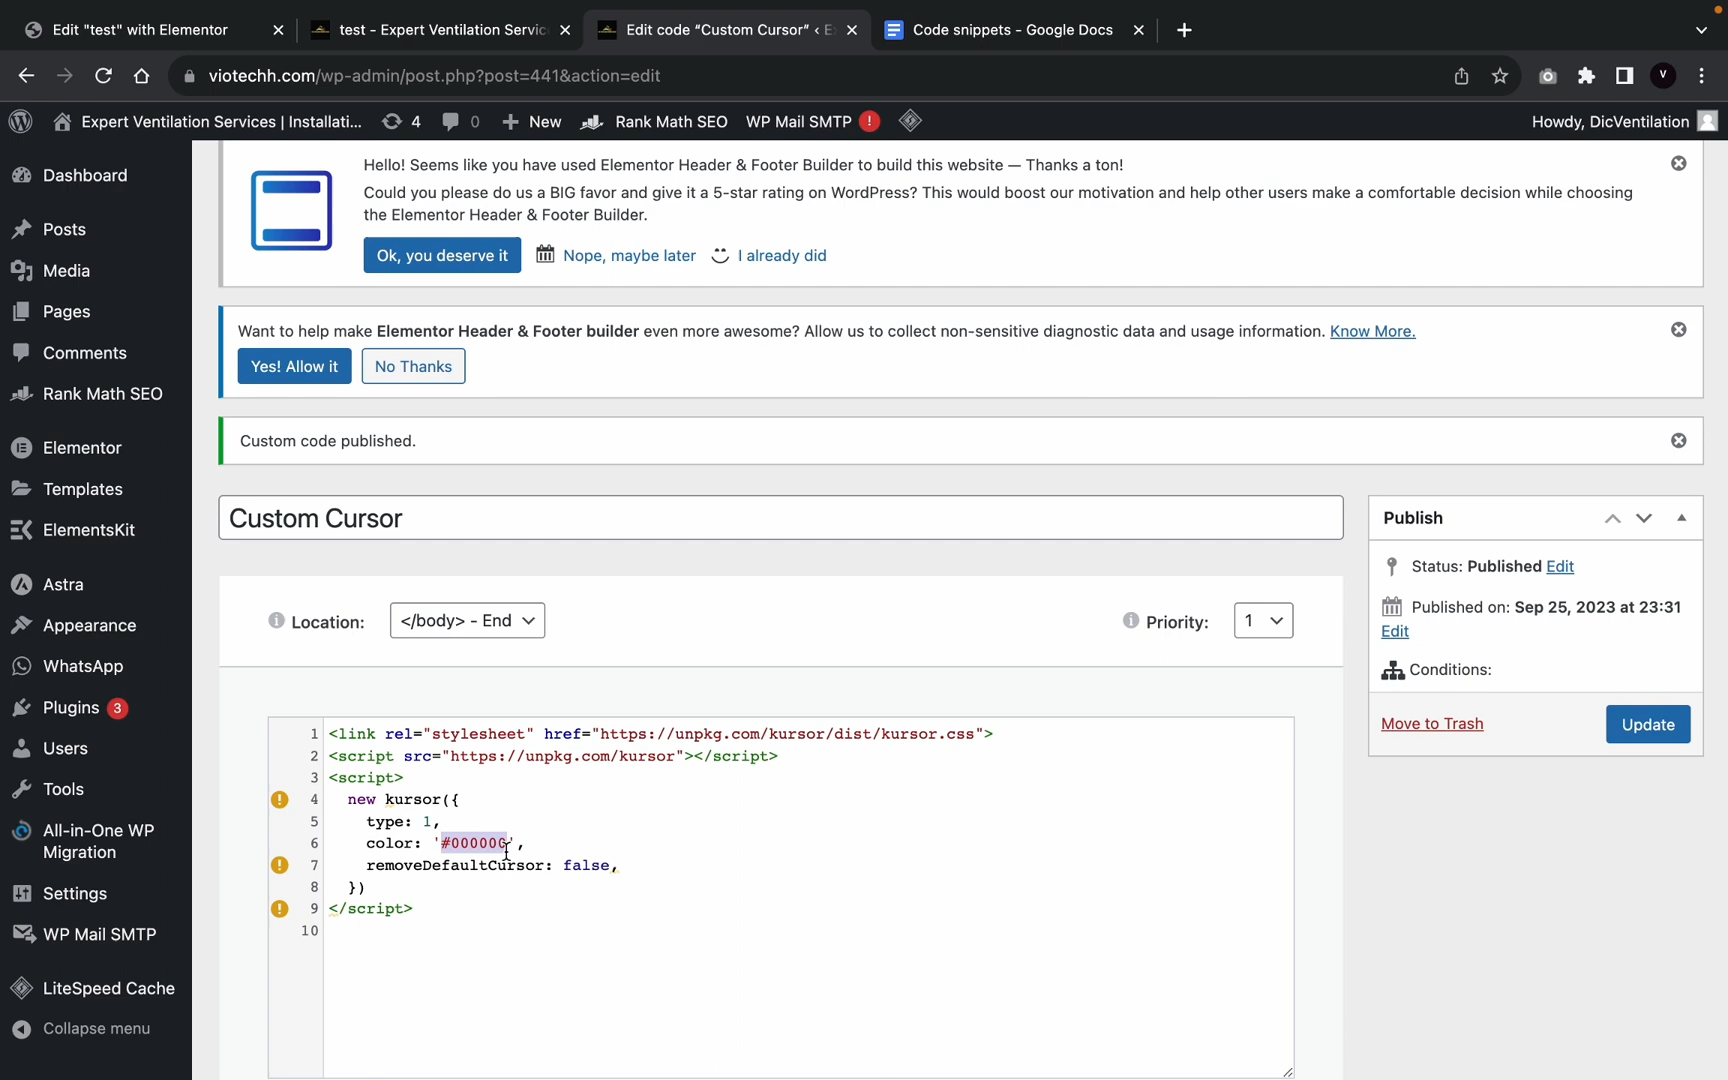 Edit "test" with Elementor
test - Expert Ventilation Servic
Edit code “Custom Cursor” ‹ E
Code snippets - Google Docs
viotechh.com/wp-admin/post.php?post=441&action=edit
V
Expert Ventilation Services | Installati...
4
0
New
Rank Math SEO
WP Mail SMTP
!
Howdy, DicVentilation
Dashboard
Posts
Media
Pages
Comments
Rank Math SEO
Elementor
Templates
ElementsKit
Astra
Appearance
WhatsApp
Plugins 3
Users
Tools
All-in-One WP
Migration
Settings
WP Mail SMTP
LiteSpeed Cache
Collapse menu
Hello! Seems like you have used Elementor Header & Footer Builder to build this website — Thanks a ton!
Could you please do us a BIG favor and give it a 5-star rating on WordPress? This would boost our motivation and help other users make a comfortable decision while choosing
the Elementor Header & Footer Builder.
Ok, you deserve it
Nope, maybe later
I already did
Want to help make Elementor Header & Footer builder even more awesome? Allow us to collect non-sensitive diagnostic data and usage information. Know More.
Yes! Allow it
No Thanks
Custom code published.
Custom Cursor
Location:
</body> - End
Priority:
1
1 <link rel="stylesheet" href="https://unpkg.com/kursor/dist/kursor.css">
2 <script src="https://unpkg.com/kursor"></script>
3 <script>
4 new kursor({
5 type: 1,
6 color: '#000000',
7 removeDefaultCursor: false,
8 })
9 </script>
10
Publish
Status: Published Edit
Published on: Sep 25, 2023 at 23:31
Edit
Conditions:
Move to Trash
Update